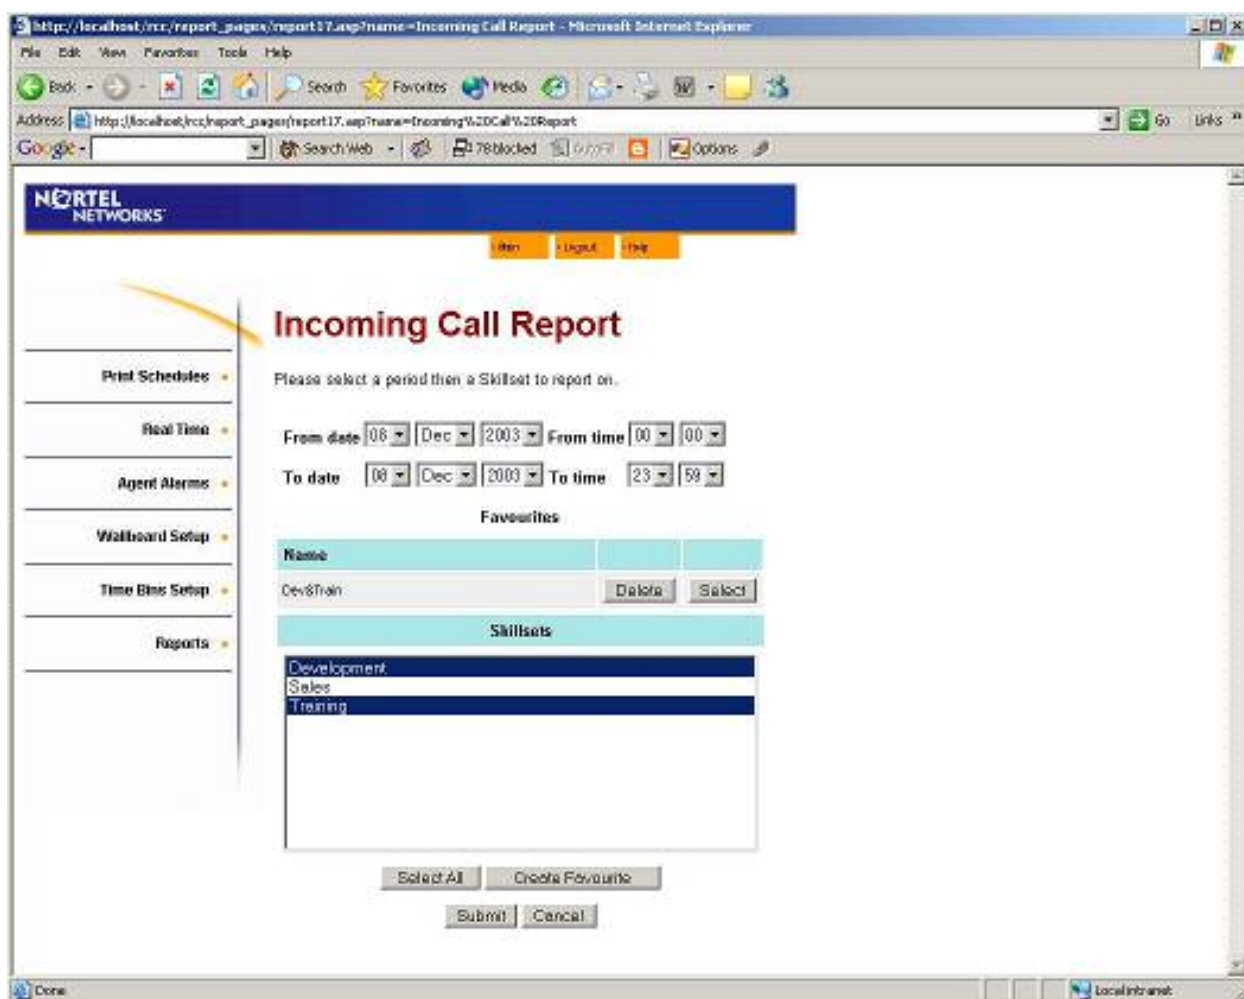 http://localhost/rcc/report_pages/report17.asp?name=Incoming Call Report - Microsoft Internet Explorer
File Edit View Favorites Tools Help
Back Search Favorites Media
Address http://localhost/rcc/report_pages/report17.asp?name=Incoming%20Call%20Report Go Links »
Google Search Web 78 blocked AutoFill Options
NORTEL
NETWORKS
Main Logout Help
Incoming Call Report
Please select a period then a Skillset to report on.
Print Schedules
Real Time
Agent Alarms
Wallboard Setup
Time Bins Setup
Reports
From date 08 Dec 2003 From time 00 00
To date 08 Dec 2003 To time 23 59
Favourites
Name
Dev&Train Delete Select
Skillsets
Development
Sales
Training
Select All Create Favourite
Submit Cancel
Done Local intranet